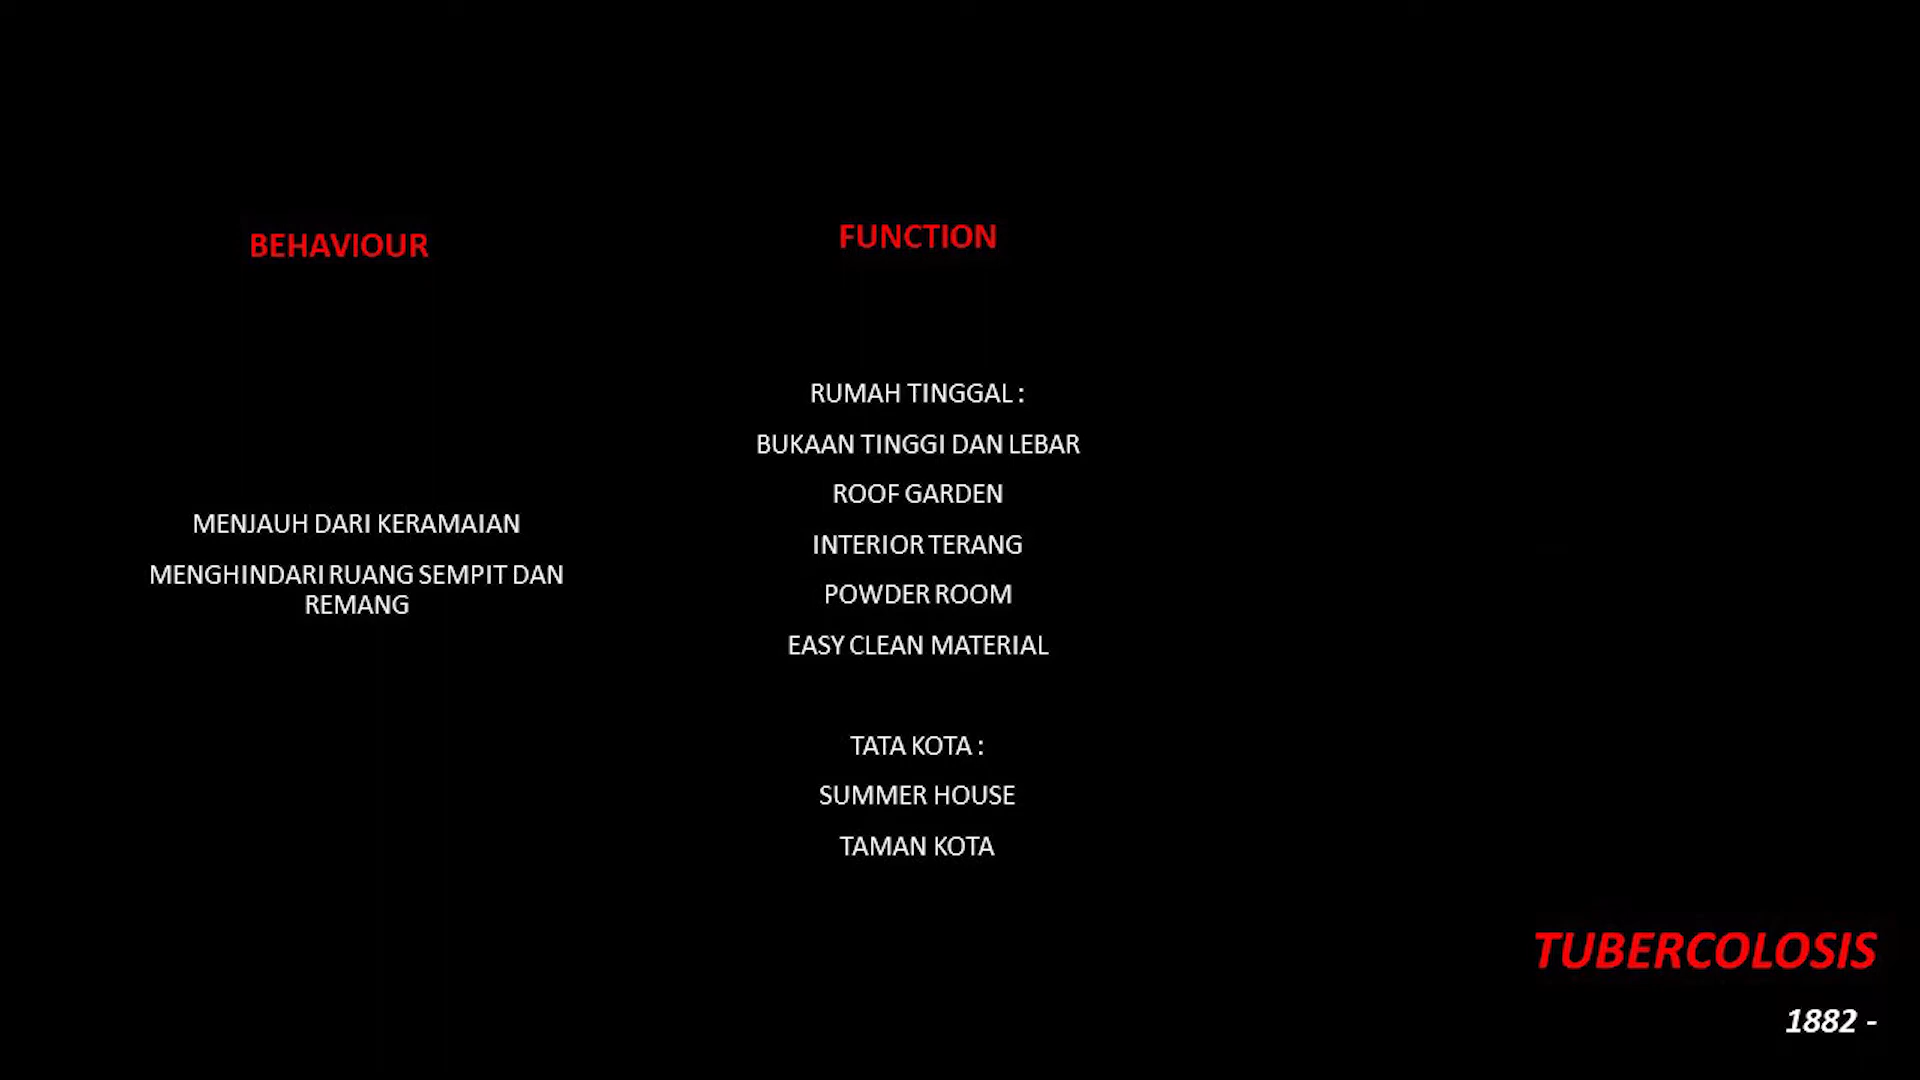 BEHAVIOUR
MENJAUH DARI KERAMAIAN
MENGHINDARI RUANG SEMPIT DAN
REMANG
FUNCTION
RUMAH TINGGAL :
BUKAAN TINGGI DAN LEBAR
ROOF GARDEN
INTERIOR TERANG
POWDER ROOM
EASY CLEAN MATERIAL
TATA KOTA :
SUMMER HOUSE
TAMAN KOTA
TUBERCOLOSIS
1882 -